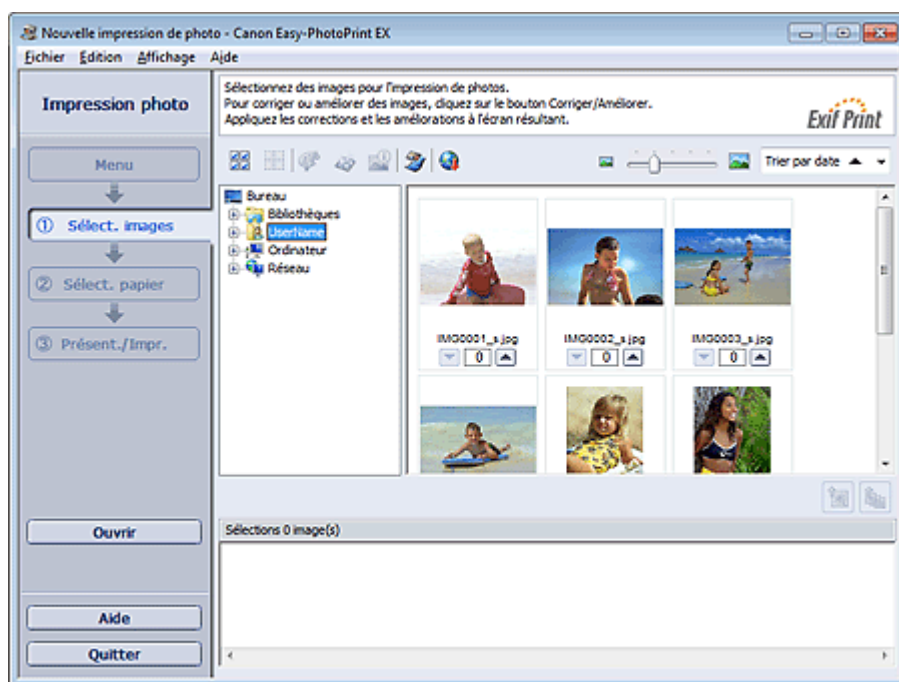 Nouvelle impression de photo - Canon Easy-PhotoPrint EX
Fichier Édition Affichage Aide
Impression photo
Sélectionnez des images pour l'impression de photos.
Pour corriger ou améliorer des images, cliquez sur le bouton Corriger/Améliorer.
Appliquez les corrections et les améliorations à l'écran résultant.
Exif Print
Menu
Trier par date
① Sélect. images
② Sélect. papier
③ Présent./Impr.
Bureau
Bibliothèques
UserName
Ordinateur
Réseau
IMG0001_s.jpg IMG0002_s.jpg IMG0003_s.jpg
0 0 0
Ouvrir
Sélections 0 image(s)
Aide
Quitter